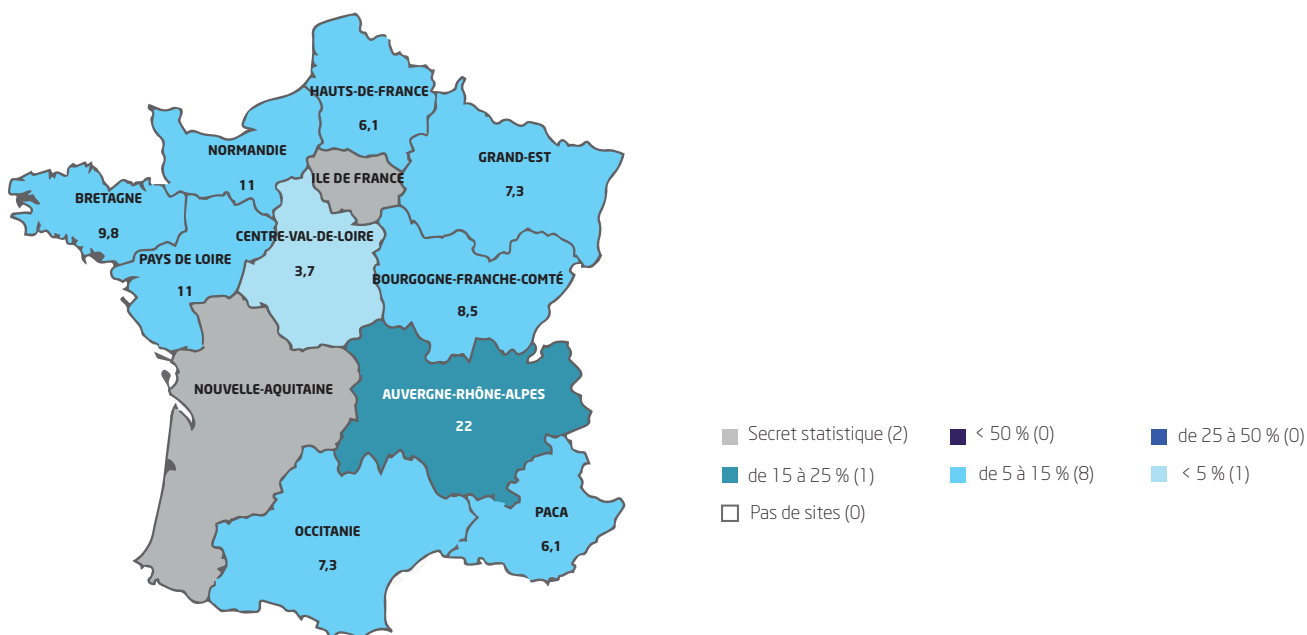 HAUTS-DE-FRANCE
6,1
NORMANDIE
11
ILE DE FRANCE
GRAND-EST
7,3
BRETAGNE
9,8
PAYS DE LOIRE
11
CENTRE-VAL-DE-LOIRE
3,7
BOURGOGNE-FRANCHE-COMTÉ
8,5
NOUVELLE-AQUITAINE
AUVERGNE-RHÔNE-ALPES
22
OCCITANIE
7,3
PACA
6,1
Secret statistique (2)
< 50 % (0)
de 25 à 50 % (0)
de 15 à 25 % (1)
de 5 à 15 % (8)
< 5 % (1)
Pas de sites (0)